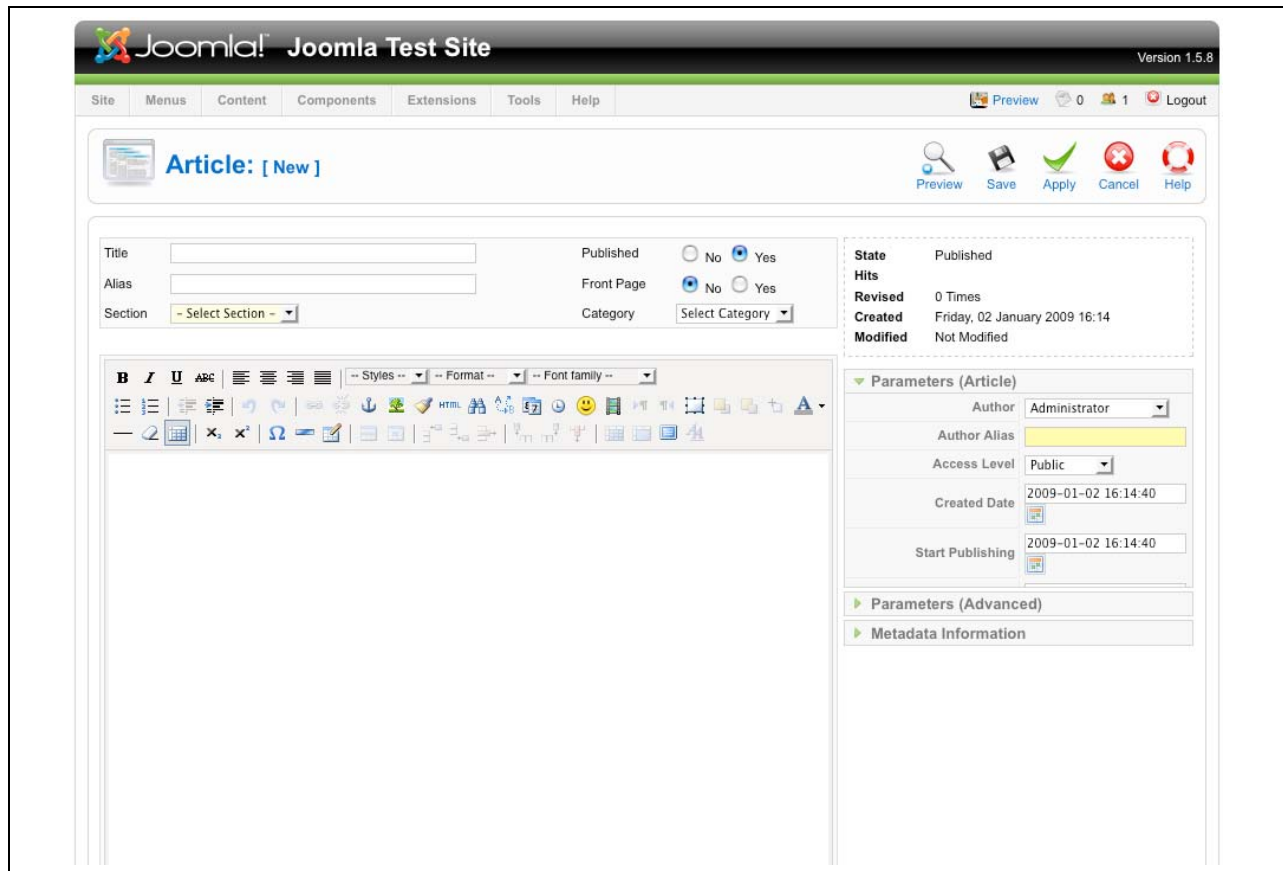 Joomla!™ Joomla Test Site
Version 1.5.8
Site Menus Content Components Extensions Tools Help
Preview 0 1 Logout
Article: [ New ]
Preview Save Apply Cancel Help
Title
Published No Yes
Alias
Front Page No Yes
Section - Select Section -
Category Select Category
State Published
Hits
Revised 0 Times
Created Friday, 02 January 2009 16:14
Modified Not Modified
B I U ABC -- Styles -- -- Format -- -- Font family --
HTML A
x₂ x² Ω
Parameters (Article)
Author Administrator
Author Alias
Access Level Public
Created Date 2009-01-02 16:14:40
Start Publishing 2009-01-02 16:14:40
Parameters (Advanced)
Metadata Information